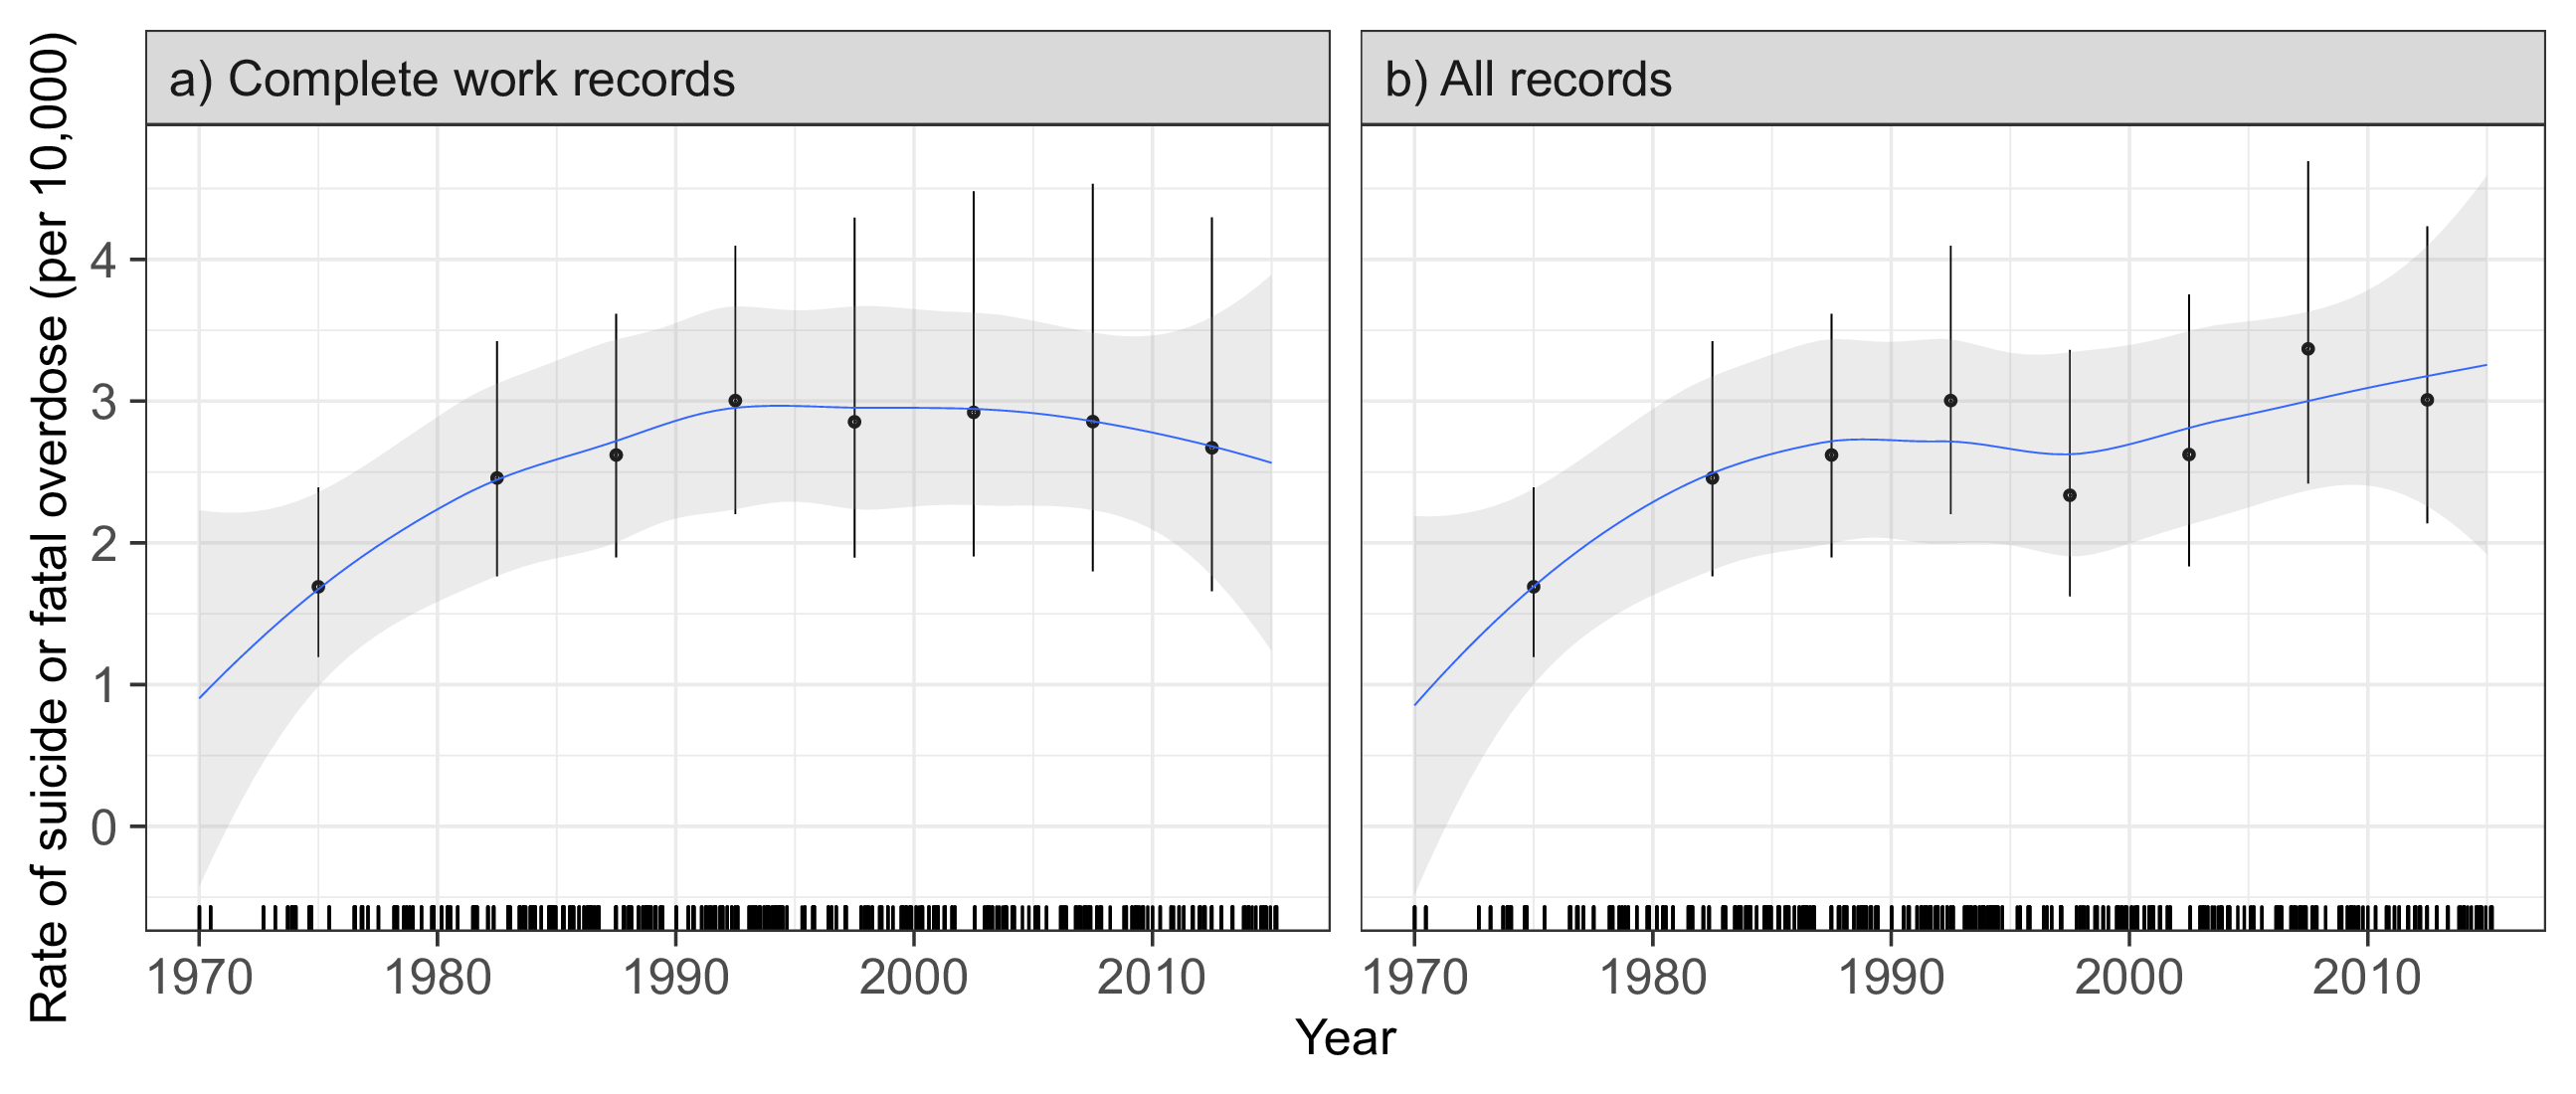 Rate of suicide or fatal overdose (per 10,000)
a) Complete work records
b) All records
4
3
2
1
0
1970 1980 1990 2000 2010
1970 1980 1990 2000 2010
Year